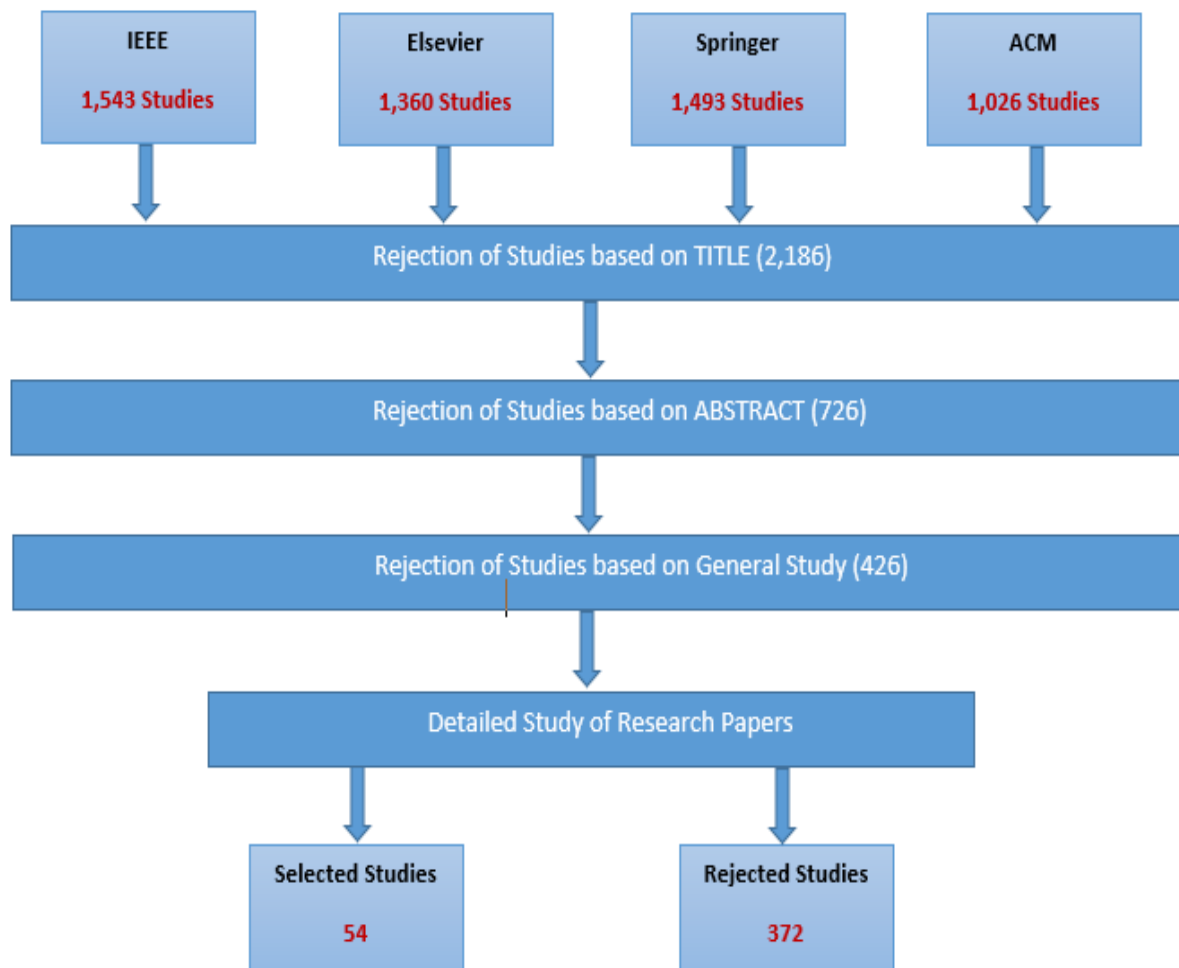 IEEE
1,543 Studies
Elsevier
1,360 Studies
Springer
1,493 Studies
ACM
1,026 Studies
Rejection of Studies based on TITLE (2,186)
Rejection of Studies based on ABSTRACT (726)
Rejection of Studies based on General Study (426)
Detailed Study of Research Papers
Selected Studies
54
Rejected Studies
372